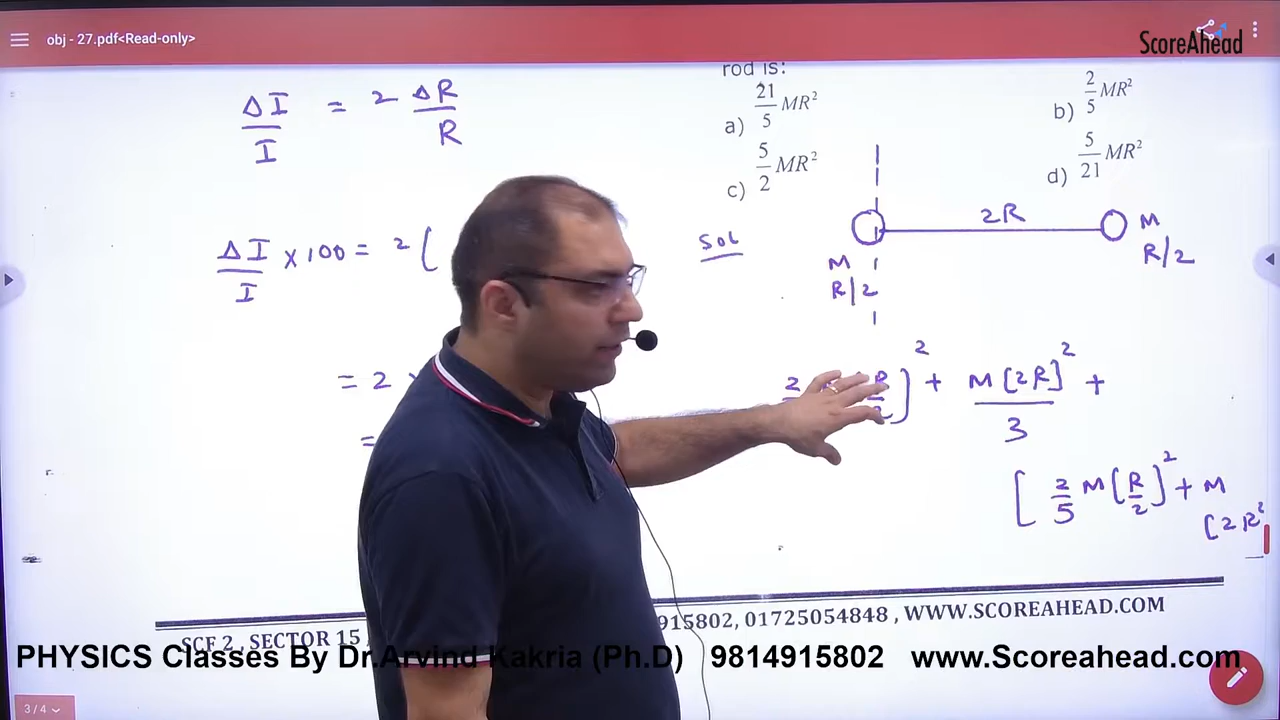 obj - 27.pdf<Read-only>
ScoreAhead
ΔI/I = 2 ΔR/R
ΔI/I × 100 = 2 (
= 2
=
rod is:
a) 21/5 MR²
b) 2/5 MR²
c) 5/2 MR²
d) 5/21 MR²
Sol
2R
M
R/2
M
R/2
2 R )² + M[2R]²/3 +
[ 2/5 M(R/2)² + M
(2R²
SCF 2 , SECTOR 15
915802, 01725054848 , WWW.SCOREAHEAD.COM
PHYSICS Classes By Dr.Arvind Kakria (Ph.D) 9814915802 www.Scoreahead.com
3/4